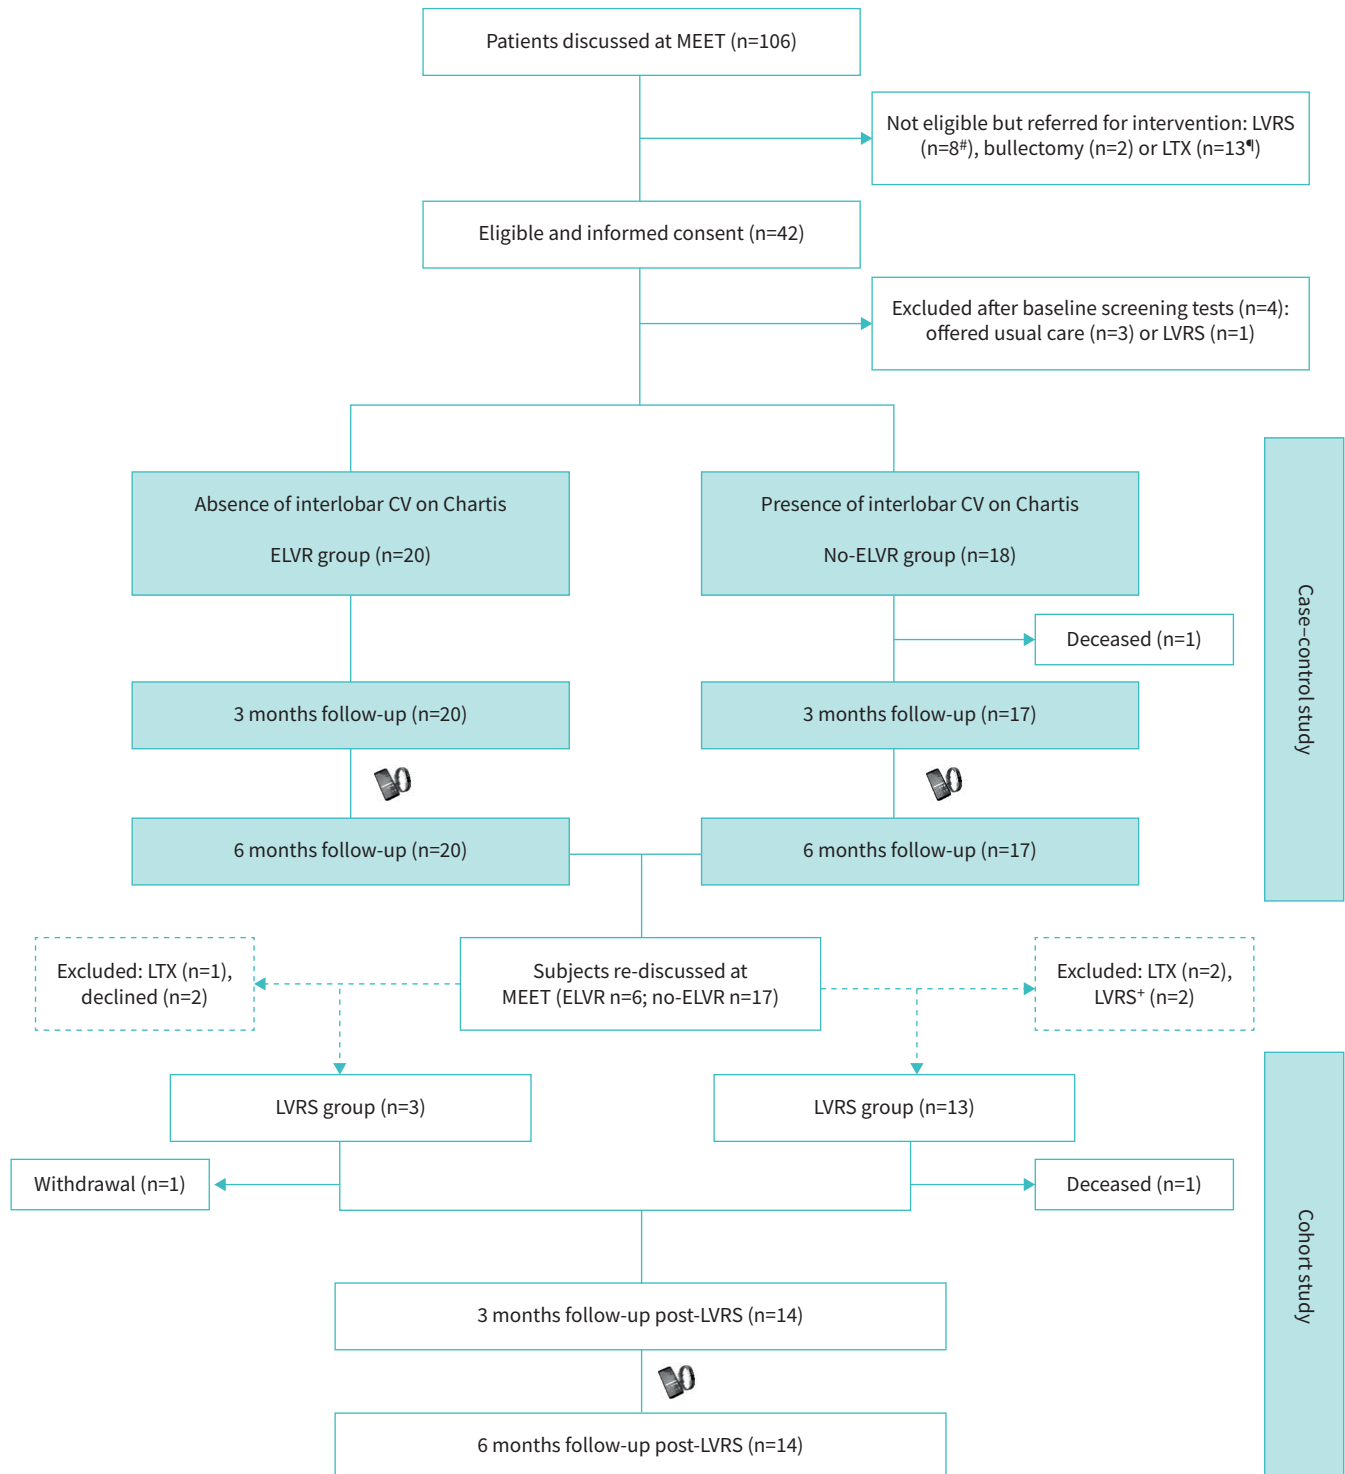 Patients discussed at MEET (n=106)
Not eligible but referred for intervention: LVRS
(n=8#), bullectomy (n=2) or LTX (n=13¶)
Eligible and informed consent (n=42)
Excluded after baseline screening tests (n=4):
offered usual care (n=3) or LVRS (n=1)
Absence of interlobar CV on Chartis
ELVR group (n=20)
Presence of interlobar CV on Chartis
No-ELVR group (n=18)
Deceased (n=1)
3 months follow-up (n=20)
3 months follow-up (n=17)
6 months follow-up (n=20)
6 months follow-up (n=17)
Case–control study
Excluded: LTX (n=1),
declined (n=2)
Subjects re-discussed at
MEET (ELVR n=6; no-ELVR n=17)
Excluded: LTX (n=2),
LVRS+ (n=2)
LVRS group (n=3)
LVRS group (n=13)
Withdrawal (n=1)
Deceased (n=1)
3 months follow-up post-LVRS (n=14)
6 months follow-up post-LVRS (n=14)
Cohort study